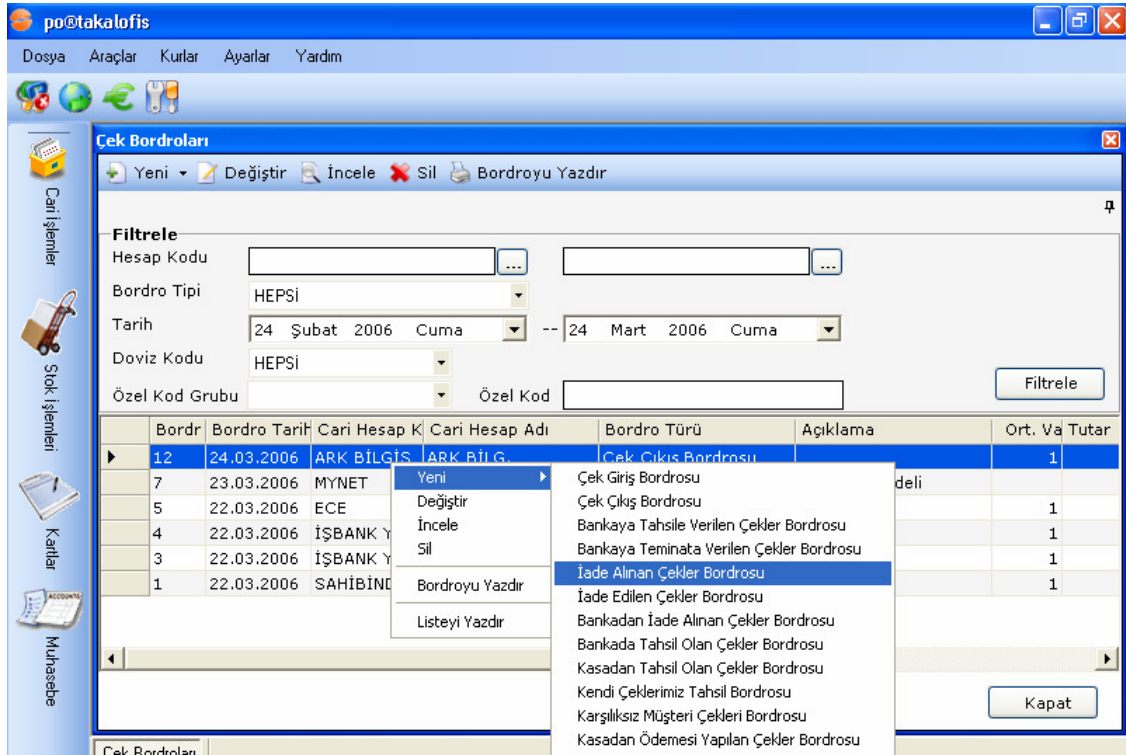 po®takalofis
Dosya Araçlar Kurlar Ayarlar Yardım
Çek Bordroları
Yeni Değiştir İncele Sil Bordroyu Yazdır
Filtrele
Hesap Kodu ... ...
Bordro Tipi HEPSİ
Tarih 24 Şubat 2006 Cuma -- 24 Mart 2006 Cuma
Doviz Kodu HEPSİ
Özel Kod Grubu Özel Kod Filtrele
Bordr Bordro Tarih Cari Hesap K Cari Hesap Adı Bordro Türü Açıklama Ort. Va Tutar
12 24.03.2006 ARK BİLGİS ARK BİLG. Çek Çıkış Bordrosu 1
7 23.03.2006 MYNET deli
5 22.03.2006 ECE 1
4 22.03.2006 İŞBANK Y 1
3 22.03.2006 İŞBANK Y 1
1 22.03.2006 SAHİBİND 1
Yeni
Değiştir
İncele
Sil
Bordroyu Yazdır
Listeyi Yazdır
Çek Giriş Bordrosu
Çek Çıkış Bordrosu
Bankaya Tahsile Verilen Çekler Bordrosu
Bankaya Teminata Verilen Çekler Bordrosu
İade Alınan Çekler Bordrosu
İade Edilen Çekler Bordrosu
Bankadan İade Alınan Çekler Bordrosu
Bankada Tahsil Olan Çekler Bordrosu
Kasadan Tahsil Olan Çekler Bordrosu
Kendi Çeklerimiz Tahsil Bordrosu
Karşılıksız Müşteri Çekleri Bordrosu
Kasadan Ödemesi Yapılan Çekler Bordrosu
Kapat
Çek Bordroları
Cari İşlemler
Stok İşlemleri
Kartlar
ACCOUNTS
Muhasebe